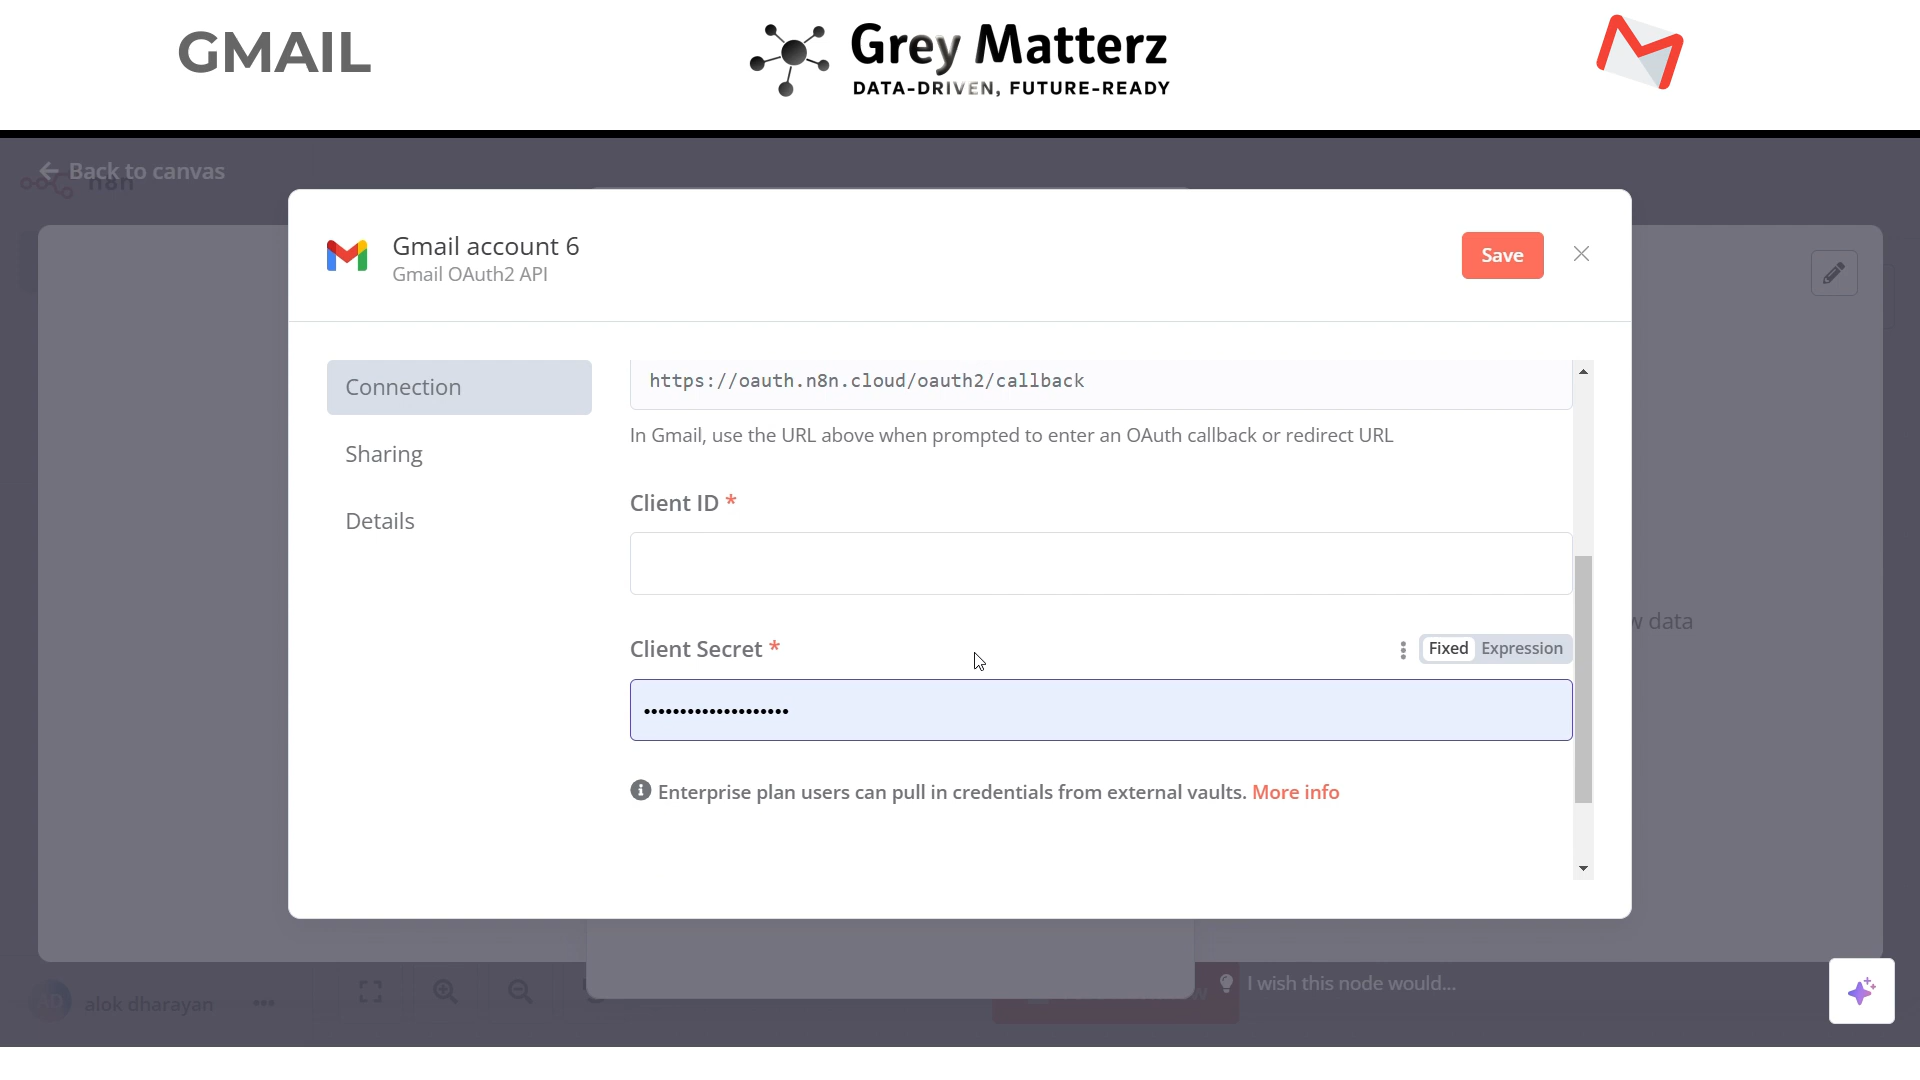 GMAIL
Grey Matterz
DATA-DRIVEN, FUTURE-READY
Back to canvas
n8n
Gmail account 6
Gmail OAuth2 API
Save
Connection
Sharing
Details
https://oauth.n8n.cloud/oauth2/callback
In Gmail, use the URL above when prompted to enter an OAuth callback or redirect URL
Client ID *
Client Secret *
Fixed Expression
••••••••••••••••••••
Enterprise plan users can pull in credentials from external vaults. More info
data
alok dharayan
I wish this node would...